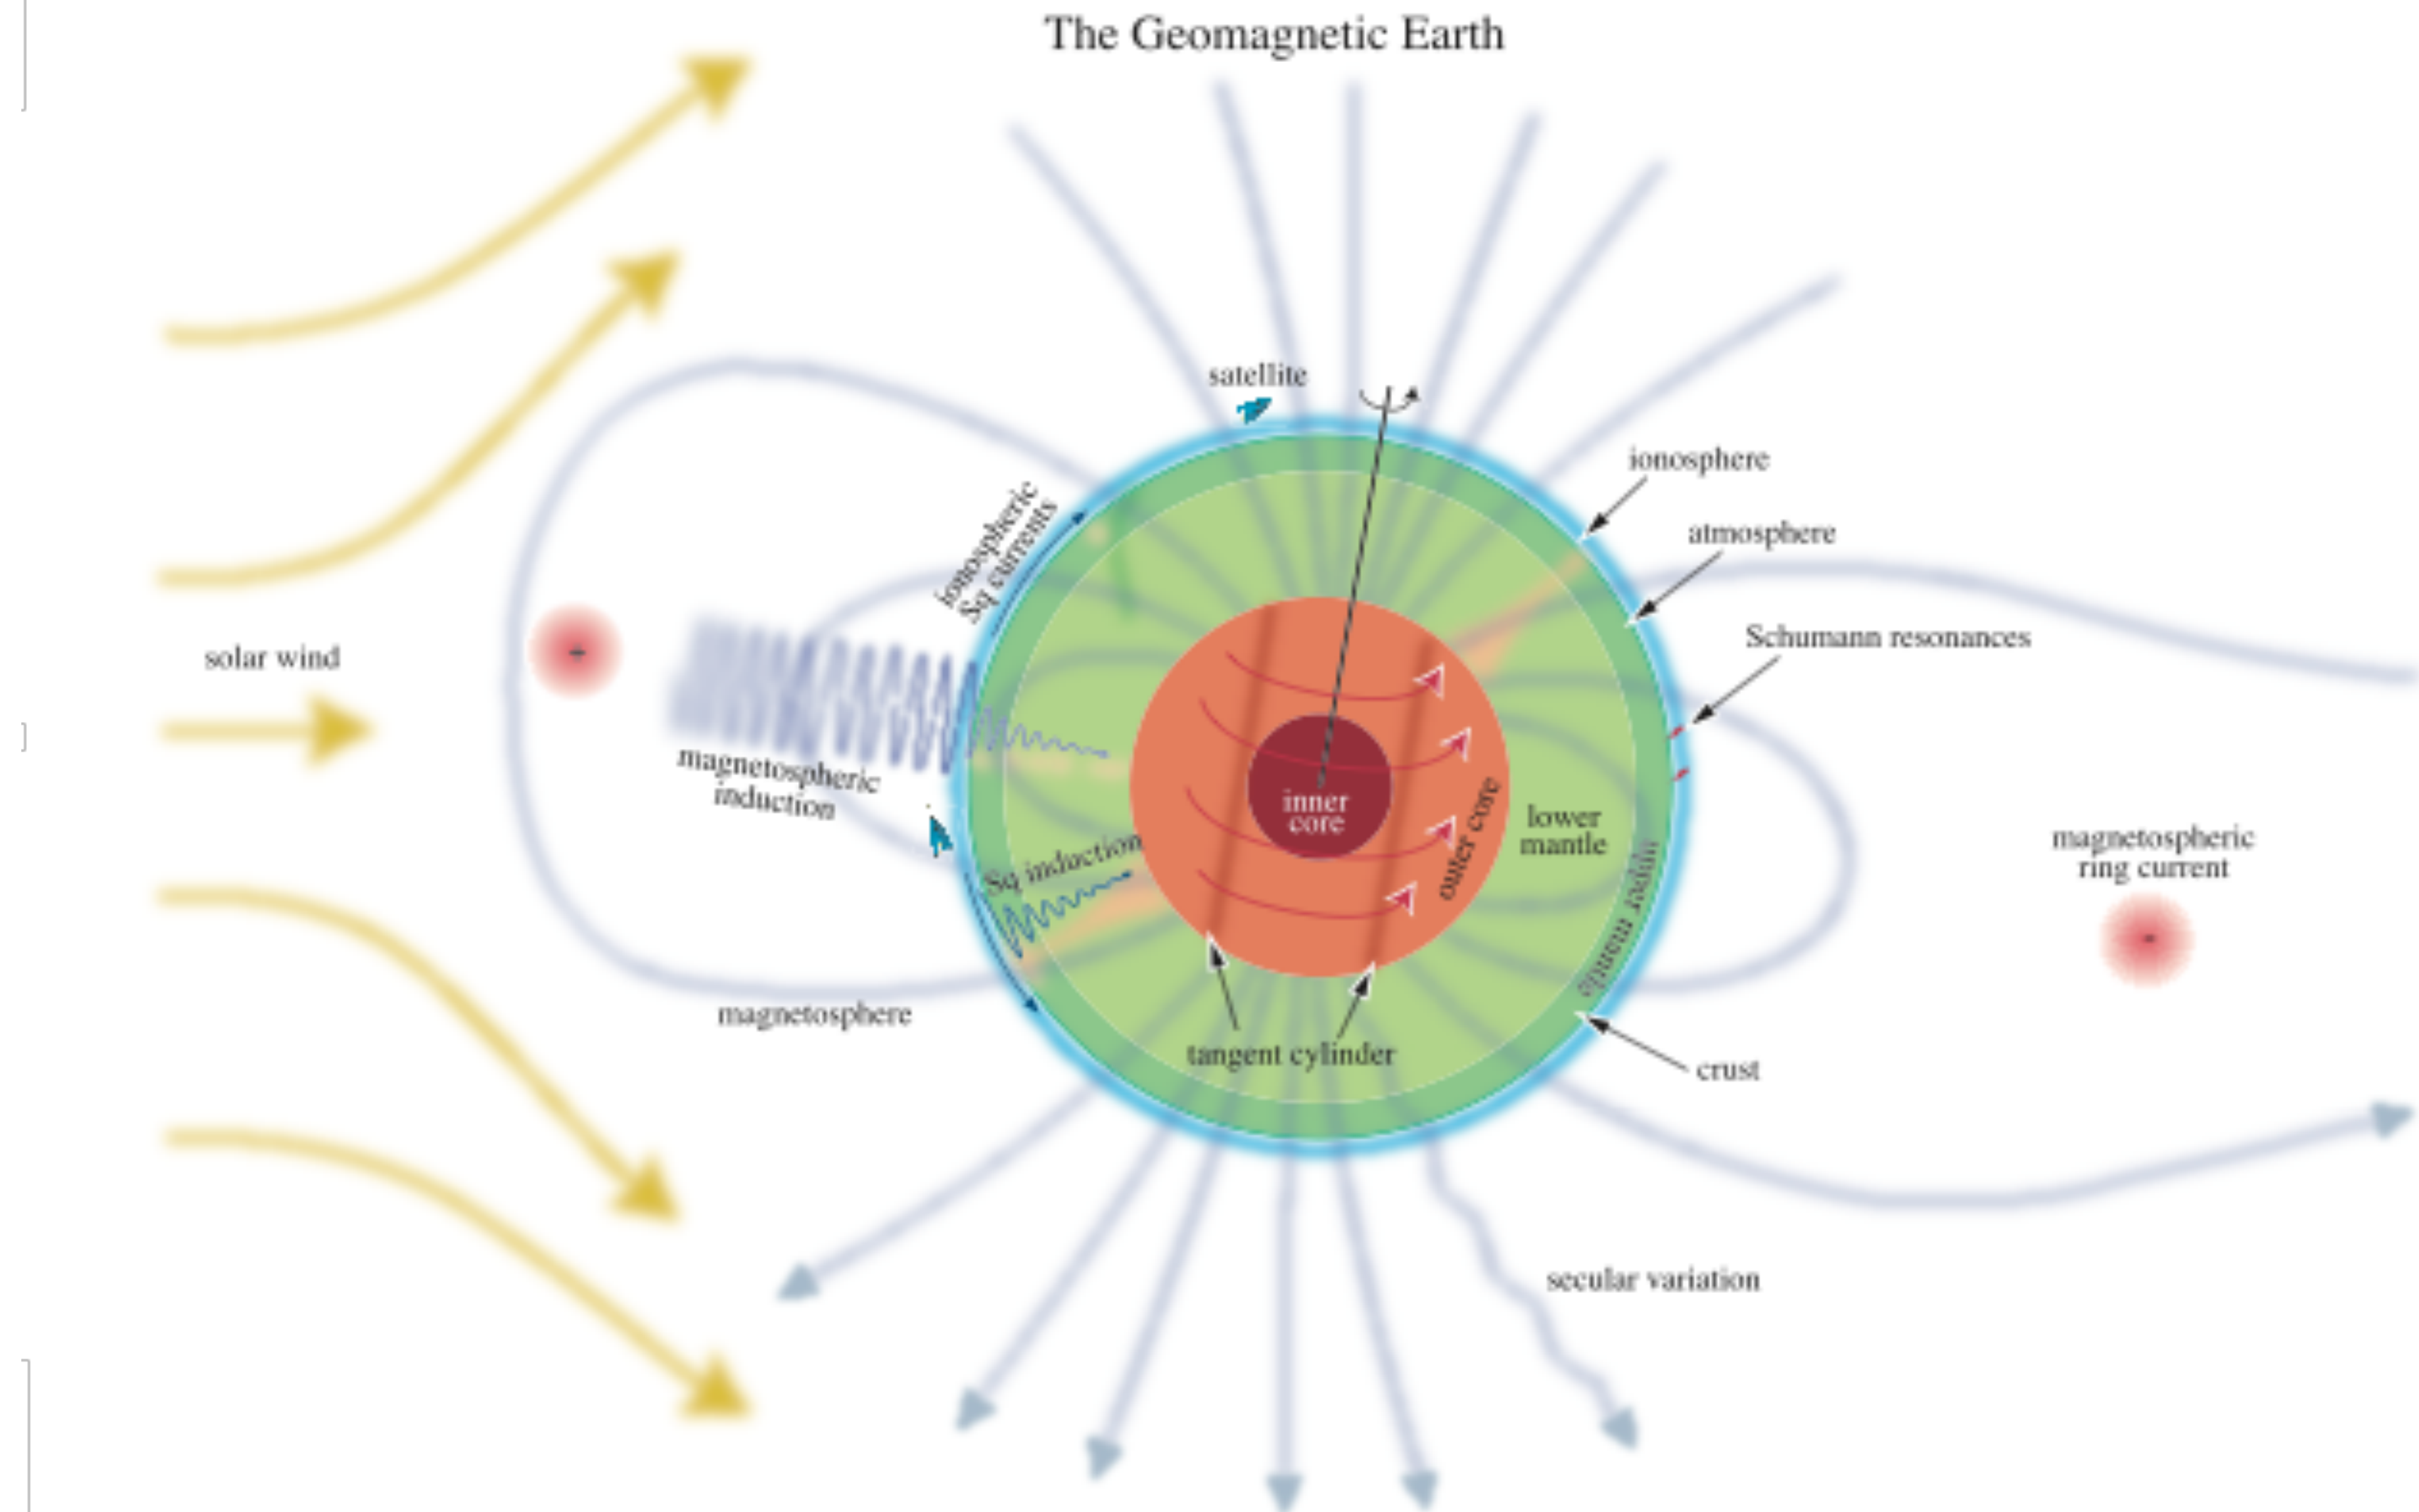 The Geomagnetic Earth
satellite
ionosphere
ionospheric
Sq currents
atmosphere
Schumann resonances
solar wind
+
magnetospheric
induction
inner
core
outer core
lower
mantle
upper mantle
Sq induction
magnetospheric
ring current
-
magnetosphere
tangent cylinder
crust
secular variation